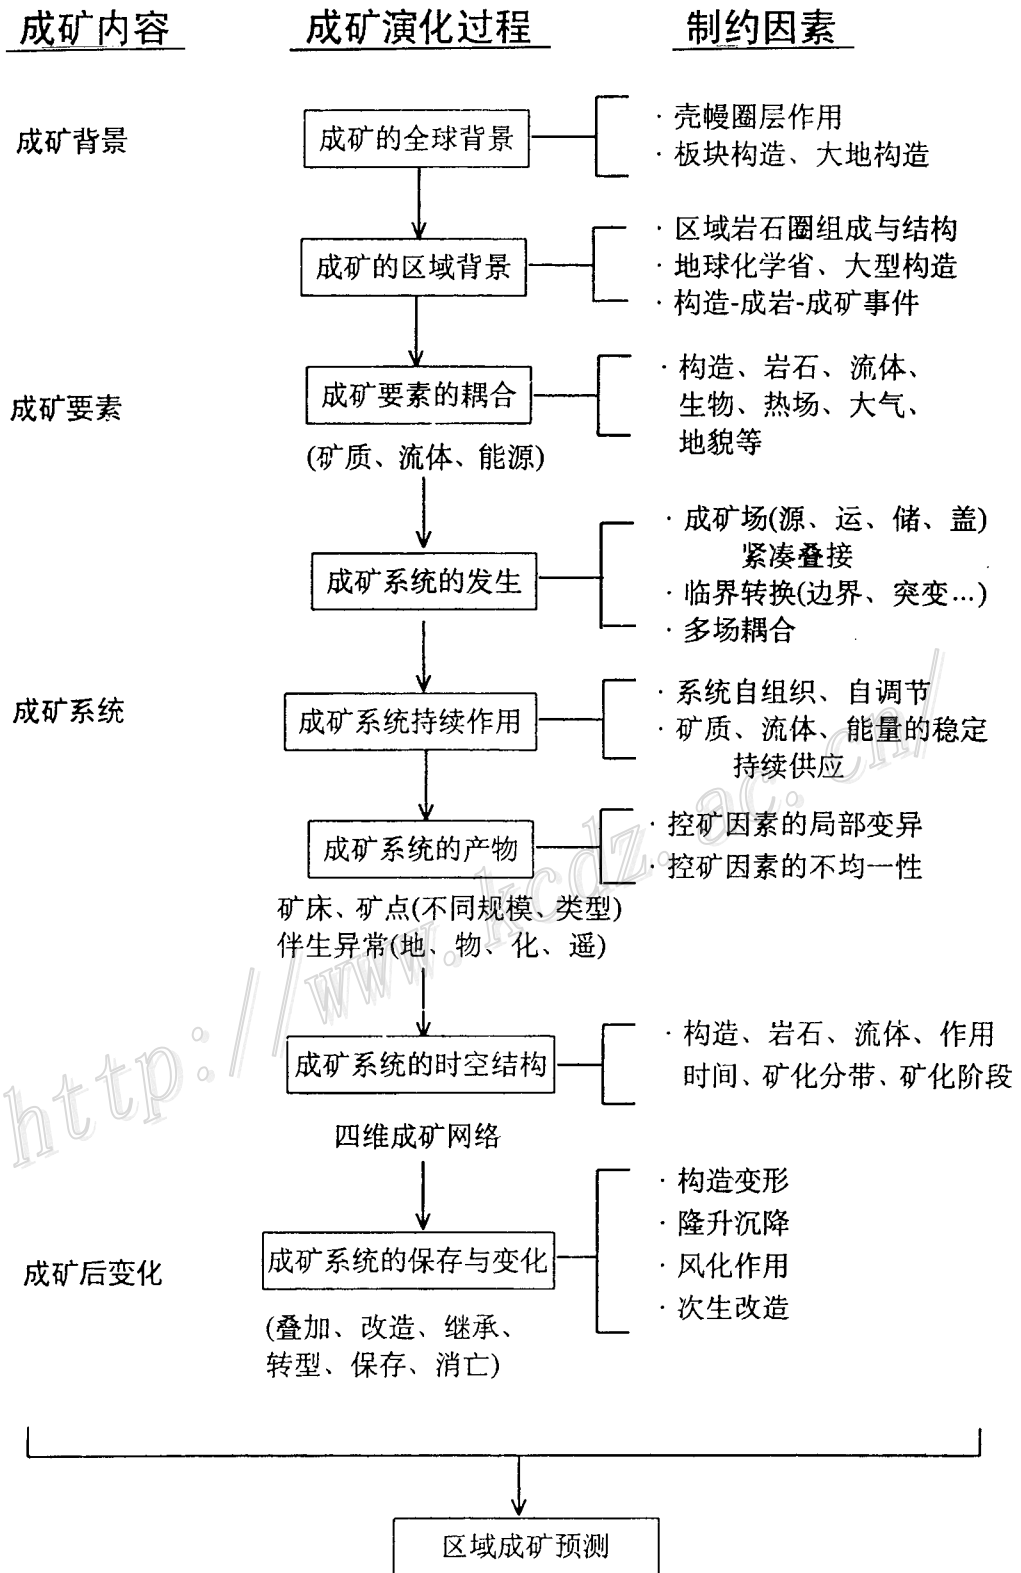 成矿内容
成矿演化过程
制约因素
成矿背景
成矿的全球背景
· 壳幔圈层作用
· 板块构造、大地构造
成矿的区域背景
· 区域岩石圈组成与结构
· 地球化学省、大型构造
· 构造-成岩-成矿事件
成矿要素
成矿要素的耦合
(矿质、流体、能源)
· 构造、岩石、流体、
生物、热场、大气、
地貌等
成矿系统的发生
· 成矿场(源、运、储、盖)
紧凑叠接
· 临界转换(边界、突变…)
· 多场耦合
成矿系统
成矿系统持续作用
· 系统自组织、自调节
· 矿质、流体、能量的稳定
持续供应
成矿系统的产物
矿床、矿点(不同规模、类型)
伴生异常(地、物、化、遥)
· 控矿因素的局部变异
· 控矿因素的不均一性
成矿系统的时空结构
四维成矿网络
· 构造、岩石、流体、作用
时间、矿化分带、矿化阶段
成矿后变化
成矿系统的保存与变化
(叠加、改造、继承、
转型、保存、消亡)
· 构造变形
· 隆升沉降
· 风化作用
· 次生改造
区域成矿预测
http://www.kcdz.ac.cn/